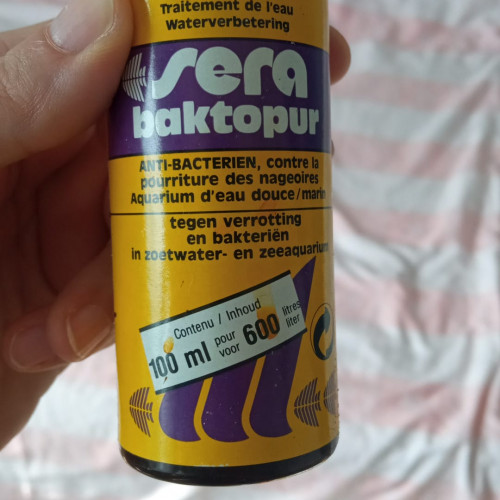 Traitement de l'eau
Waterverbetering
sera
baktopur
ANTI-BACTERIEN, contre la
pourriture des nageoires
Aquarium d'eau douce/marin
tegen verrotting
en bakteriën
in zoetwater- en zeeaquarium
Contenu / Inhoud
100 ml pour voor 600 litres liter